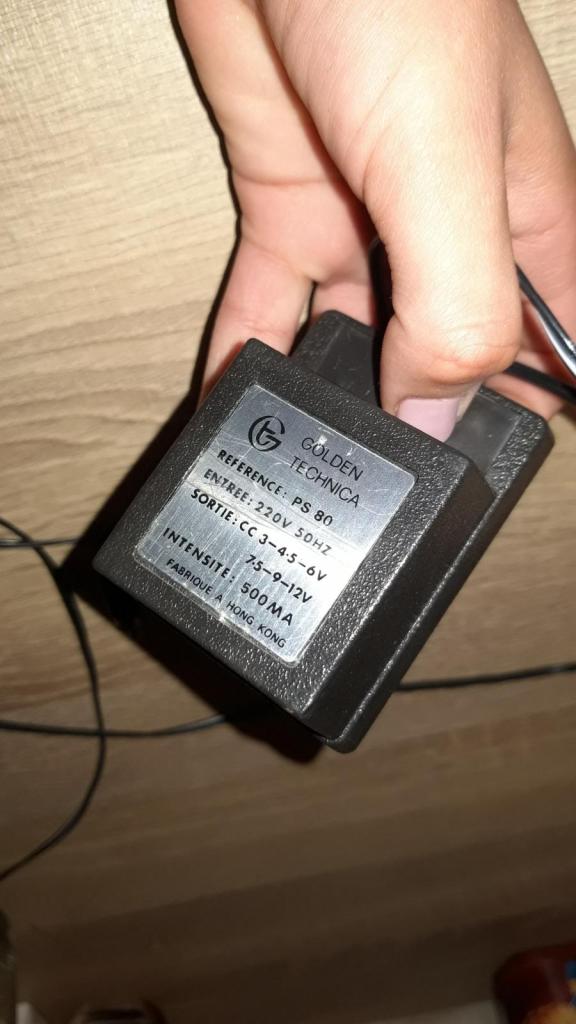 GT
GOLDEN
TECHNICA
REFERENCE: PS 80
ENTREE: 220V 50HZ
SORTIE: CC 3-4.5-6V
7.5-9-12V
INTENSITE: 500MA
FABRIQUE A HONG KONG